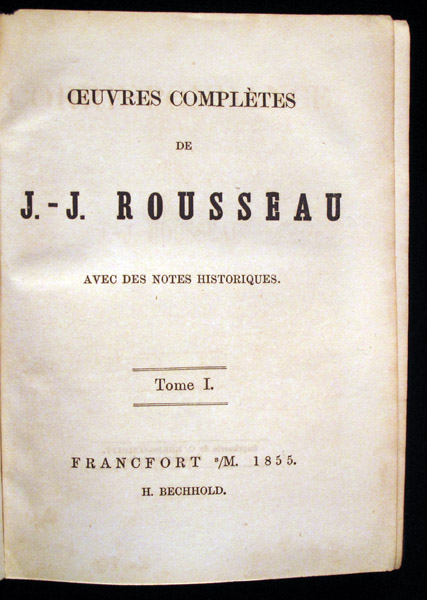 ŒUVRES COMPLÈTES
DE
J.-J. ROUSSEAU
AVEC DES NOTES HISTORIQUES.
Tome I.
FRANCFORT a/M. 1855.
H. BECHHOLD.